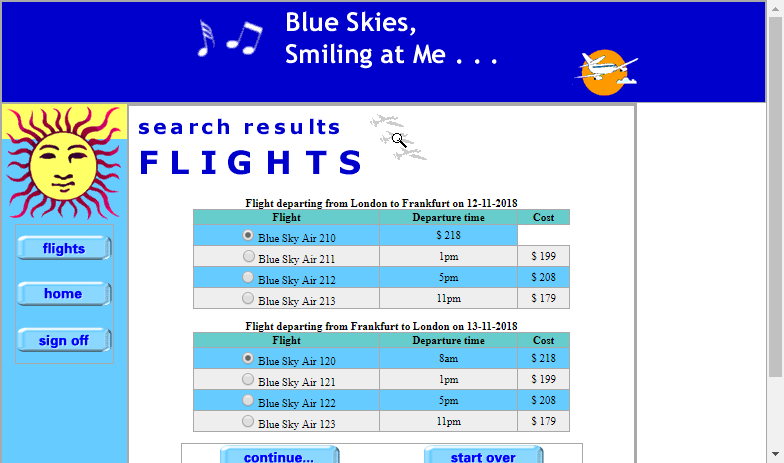 Blue Skies,
Smiling at Me . . .
search results
FLIGHTS
flights
home
sign off
Flight departing from London to Frankfurt on 12-11-2018
Flight Departure time Cost
Blue Sky Air 210 $ 218
Blue Sky Air 211 1pm $ 199
Blue Sky Air 212 5pm $ 208
Blue Sky Air 213 11pm $ 179
Flight departing from Frankfurt to London on 13-11-2018
Flight Departure time Cost
Blue Sky Air 120 8am $ 218
Blue Sky Air 121 1pm $ 199
Blue Sky Air 122 5pm $ 208
Blue Sky Air 123 11pm $ 179
continue... start over